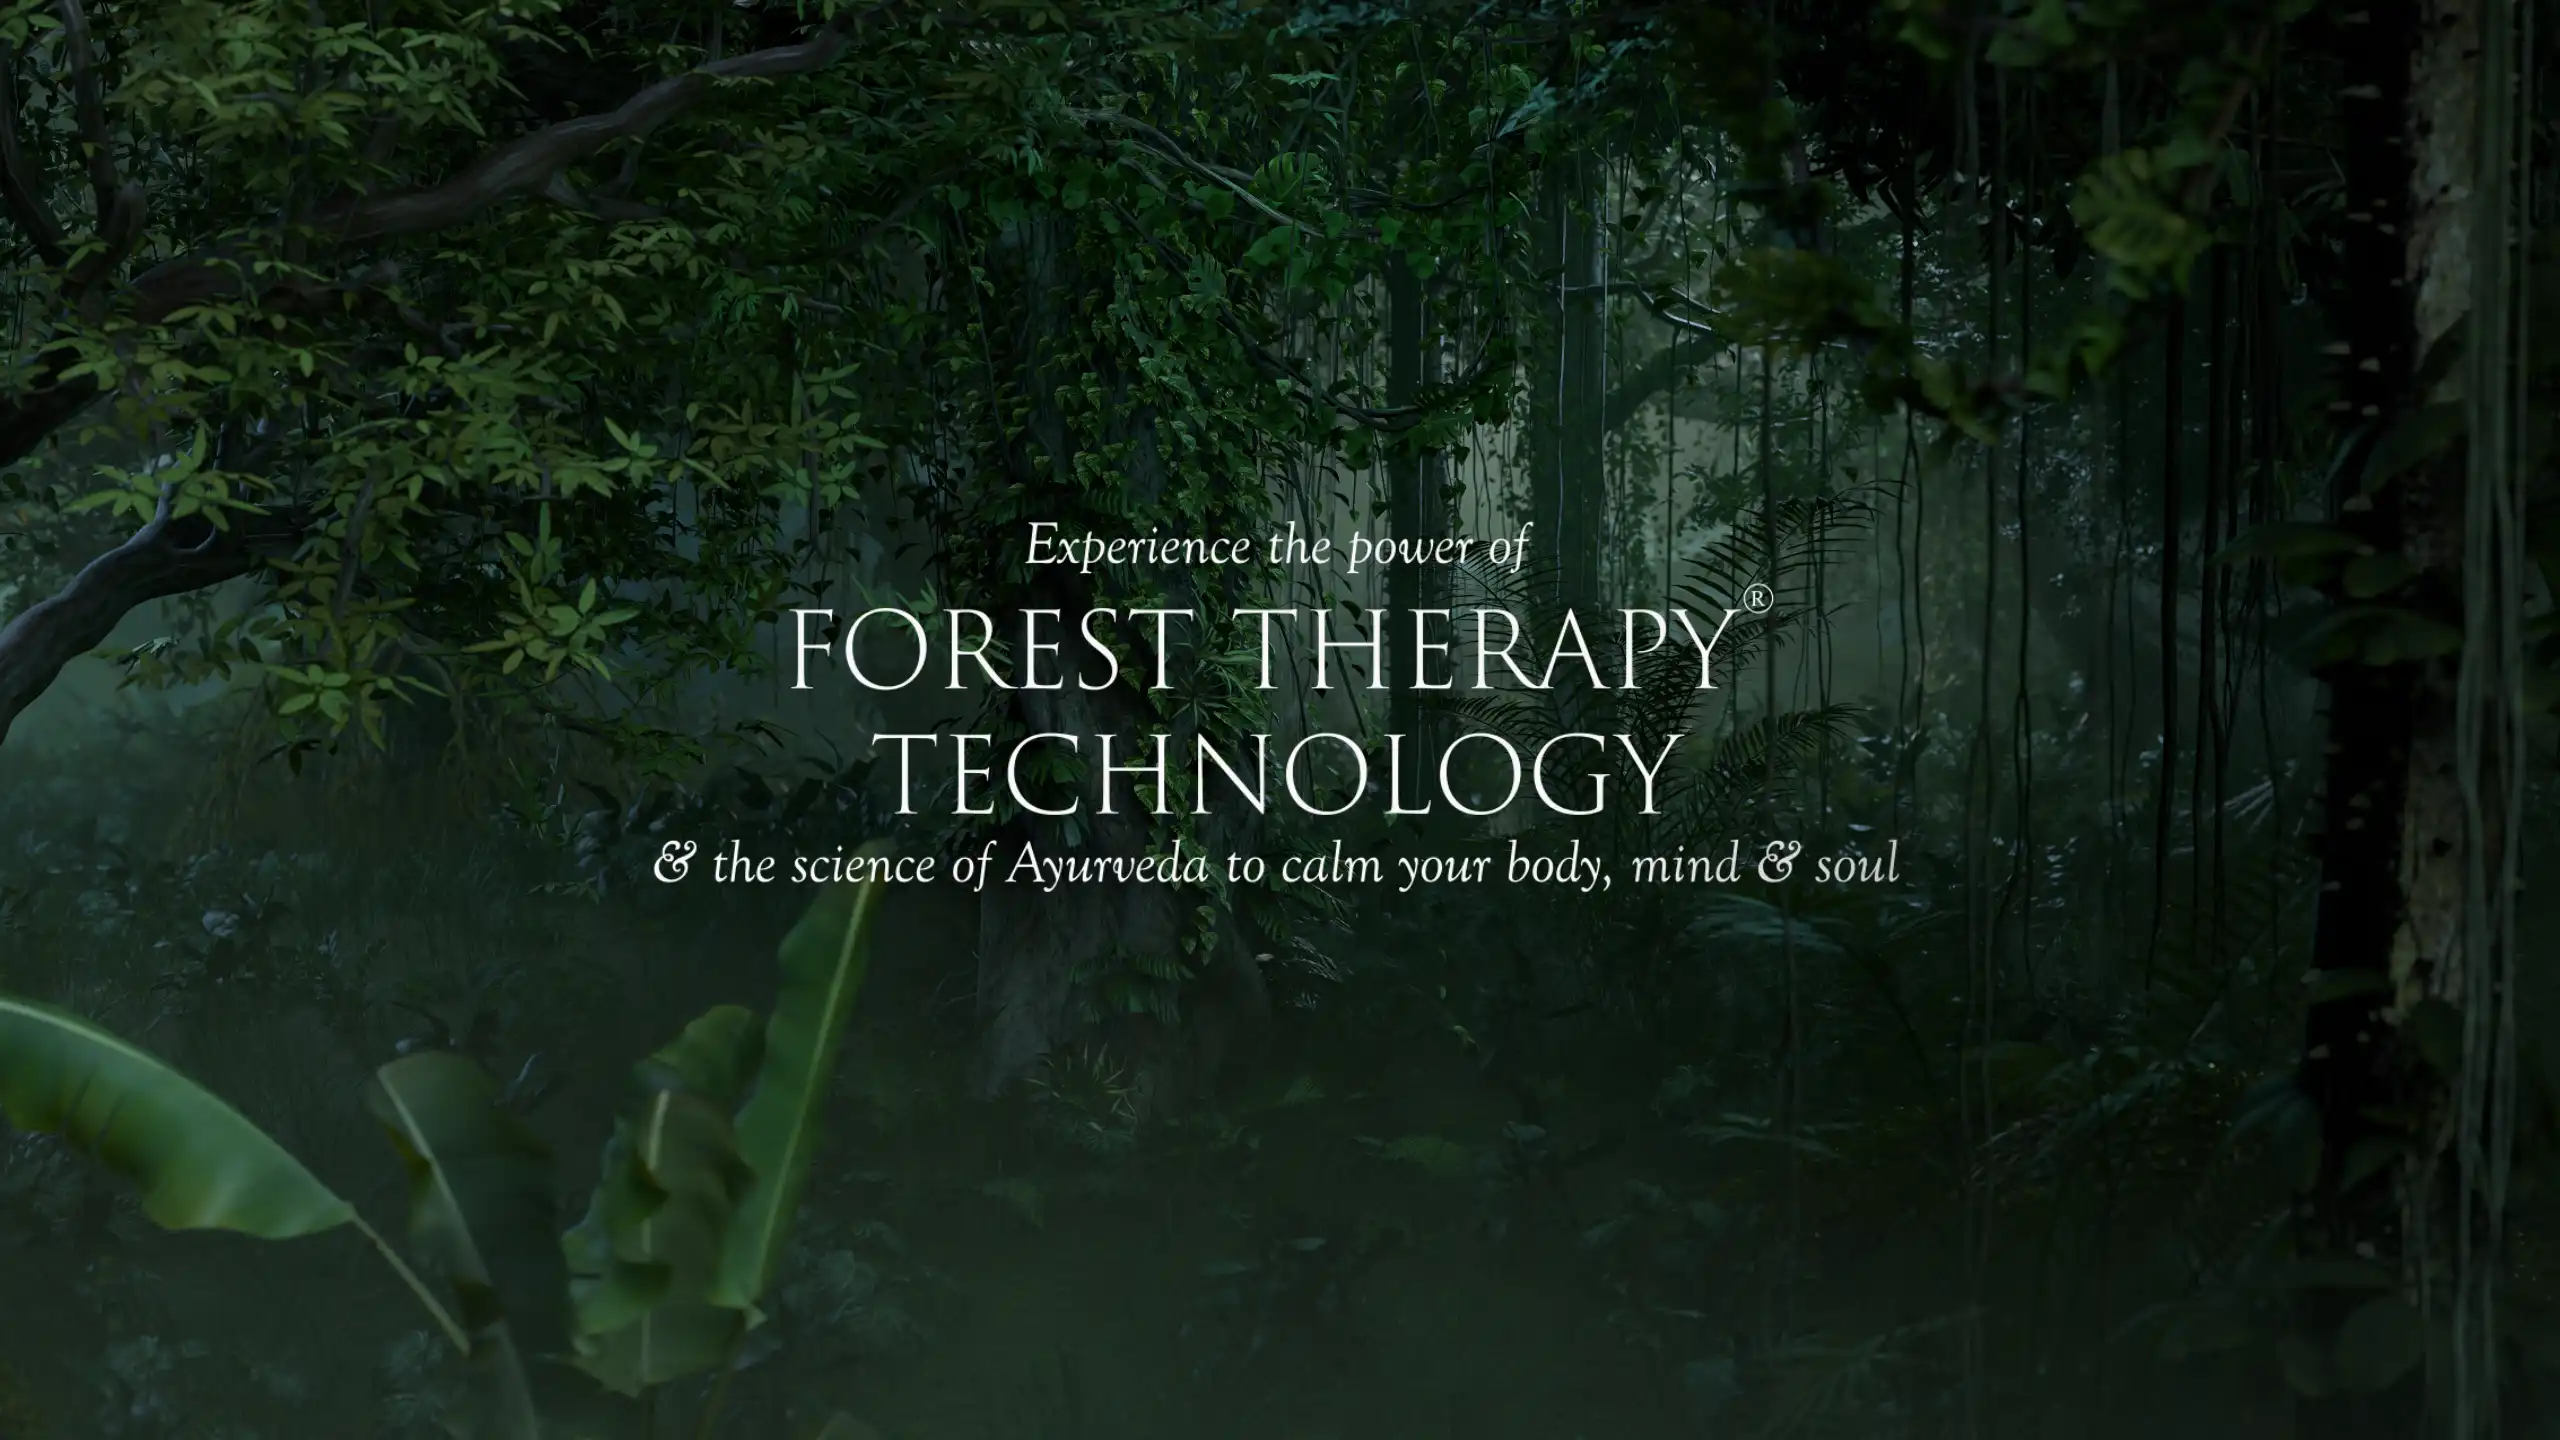 Experience the power of
FOREST THERAPY®
TECHNOLOGY
& the science of Ayurveda to calm your body, mind & soul